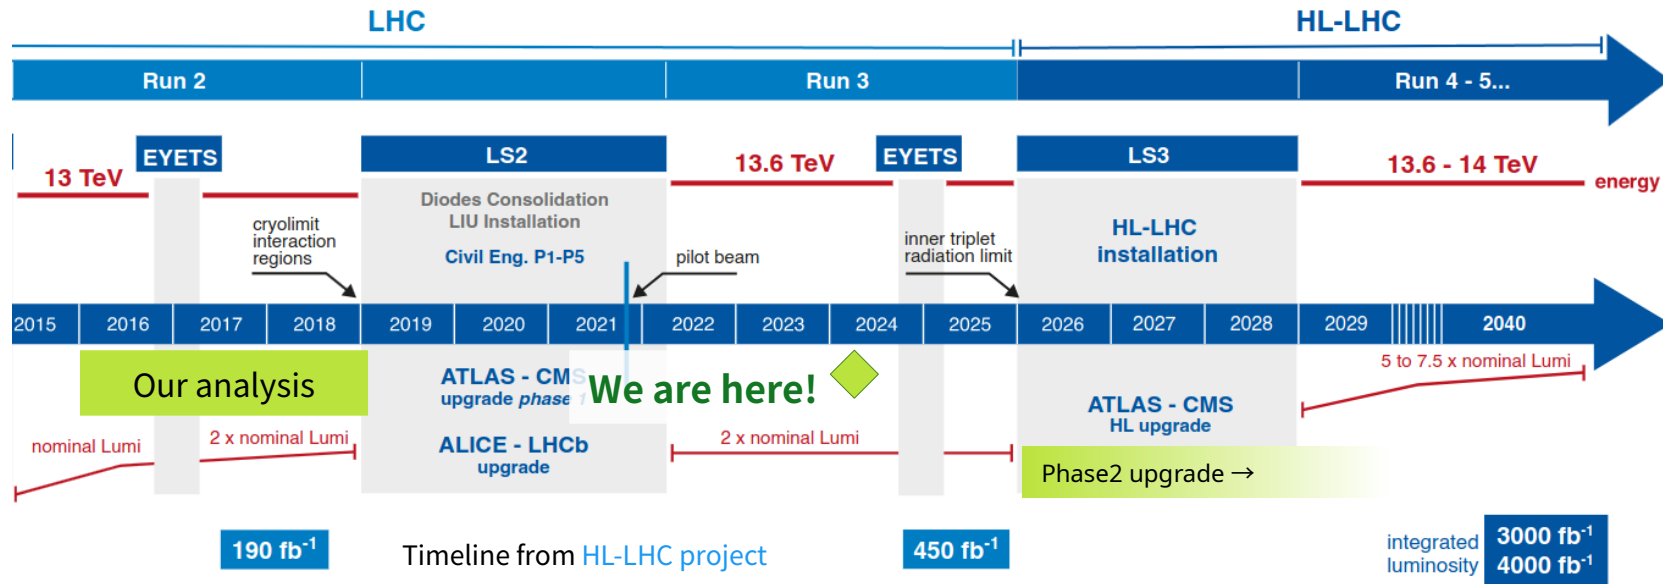 LHC
HL-LHC
Run 2
Run 3
Run 4 - 5...
EYETS
LS2
13.6 TeV
EYETS
LS3
13.6 - 14 TeV
13 TeV
energy
Diodes Consolidation
LIU Installation
Civil Eng. P1-P5
cryolimit
interaction
regions
pilot beam
inner triplet
radiation limit
HL-LHC
installation
2015
2016
2017
2018
2019
2020
2021
2022
2023
2024
2025
2026
2027
2028
2029
2040
Our analysis
ATLAS - CMS
upgrade phase 1
We are here!
5 to 7.5 x nominal Lumi
ATLAS - CMS
HL upgrade
nominal Lumi
2 x nominal Lumi
ALICE - LHCb
upgrade
2 x nominal Lumi
Phase2 upgrade →
190 fb⁻¹
Timeline from HL-LHC project
450 fb⁻¹
integrated
luminosity
3000 fb⁻¹
4000 fb⁻¹